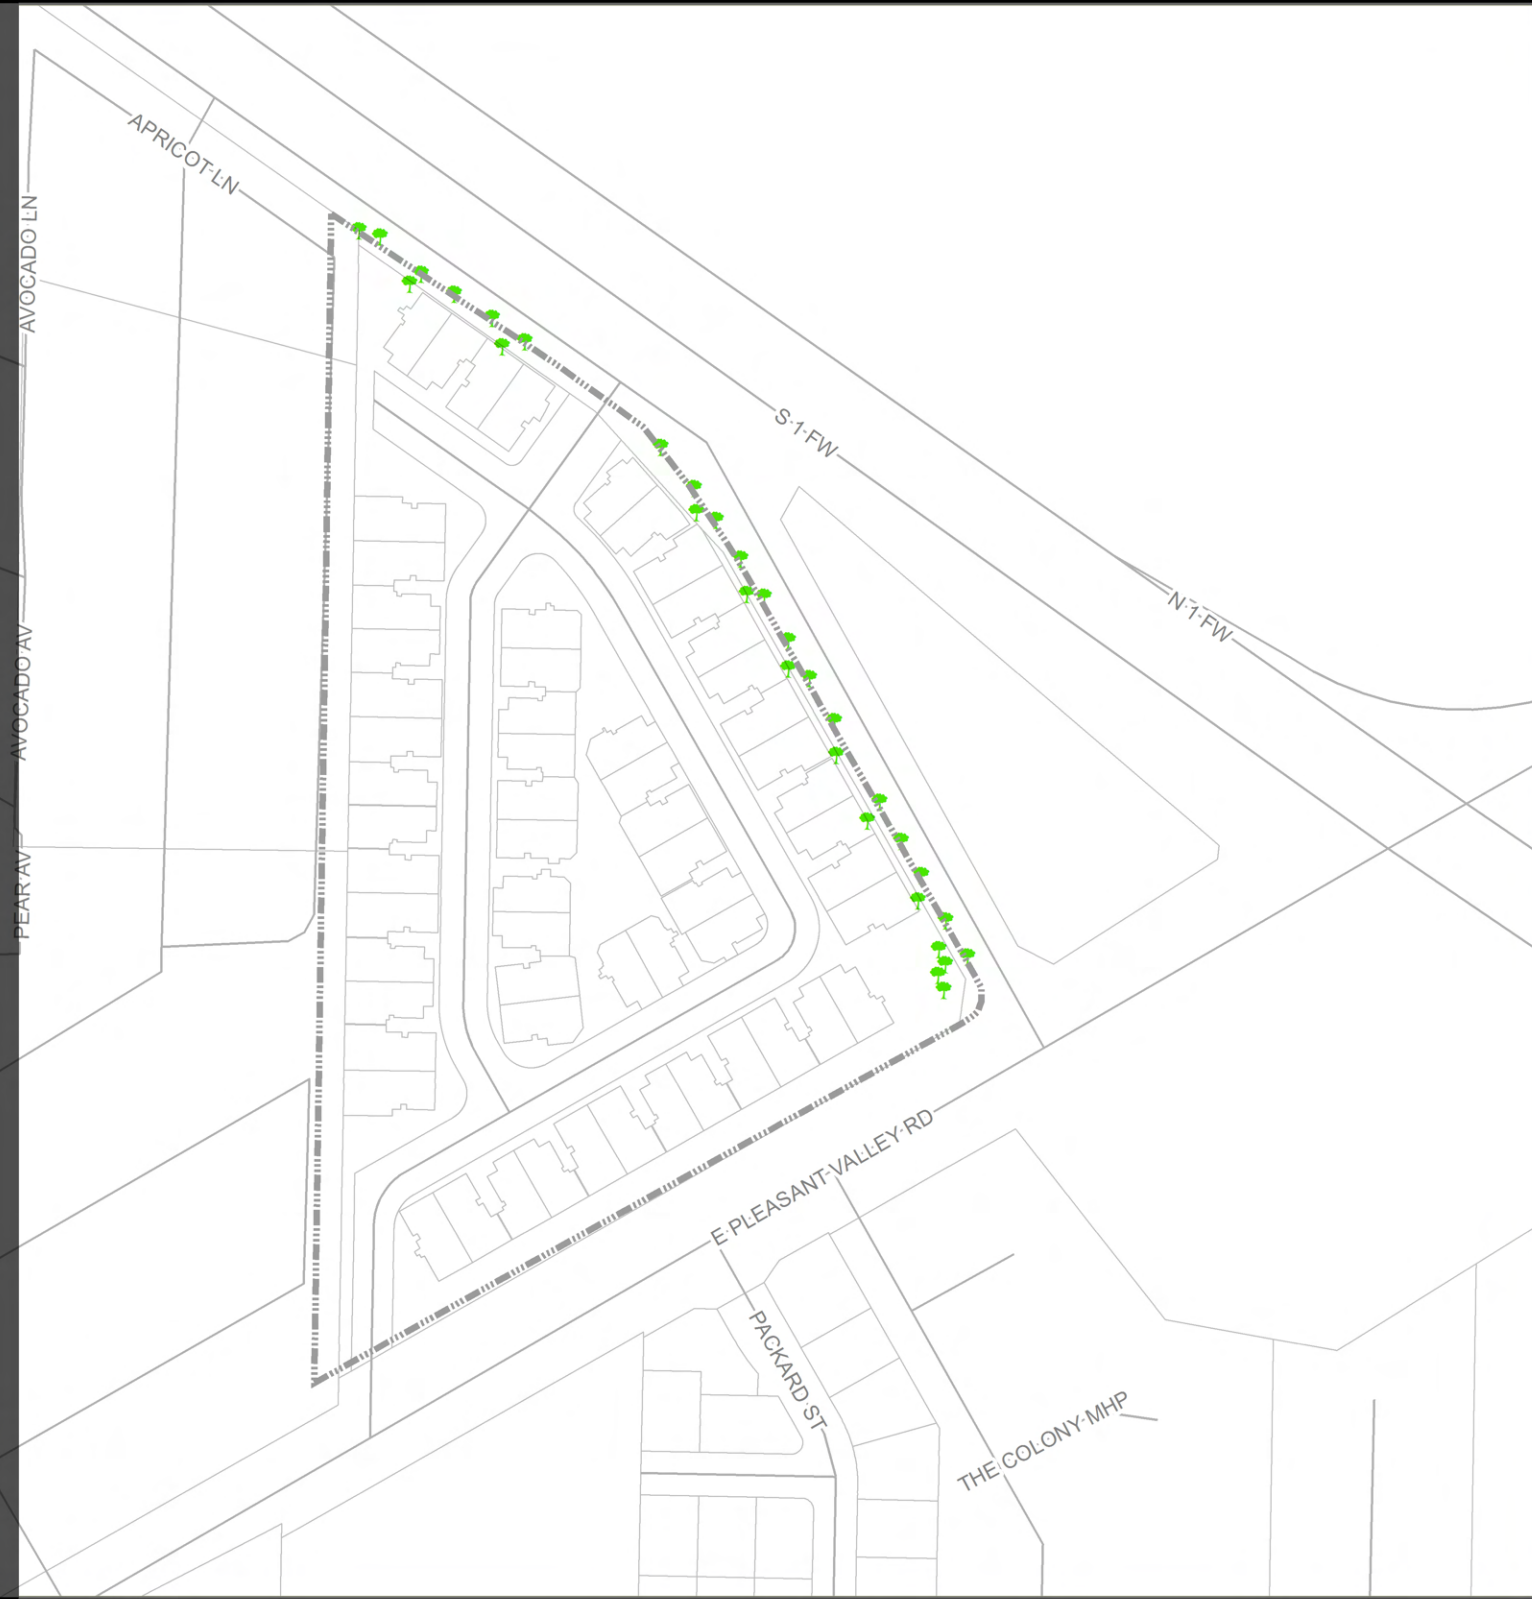 APRICOT LN
AVOCADO LN
S 1 FW
N 1 FW
AVOCADO AV
PEAR AV
E PLEASANT VALLEY RD
PACKARD ST
THE COLONY MHP